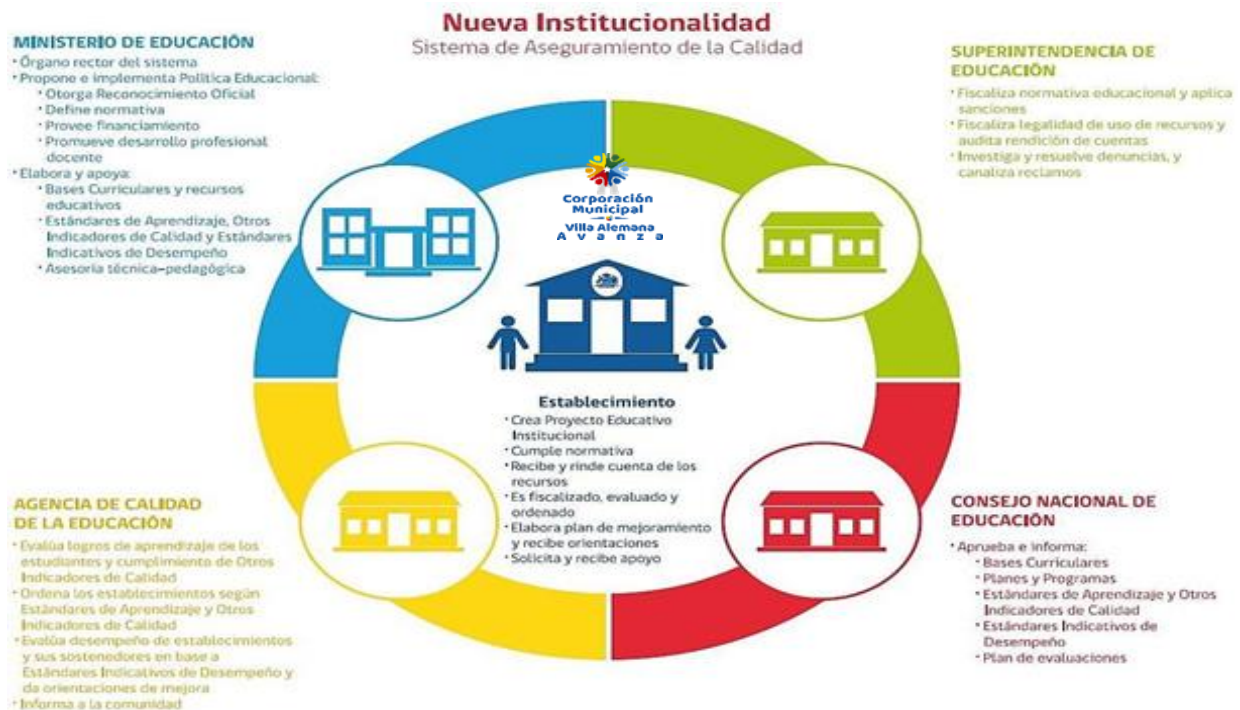 Nueva Institucionalidad
Sistema de Aseguramiento de la Calidad
MINISTERIO DE EDUCACIÓN
• Órgano rector del sistema
• Propone e implementa Política Educacional:
• Otorga Reconocimiento Oficial
• Define normativa
• Provee financiamiento
• Promueve desarrollo profesional
docente
• Elabora y apoya:
• Bases Curriculares y recursos
educativos
• Estándares de Aprendizaje, Otros
Indicadores de Calidad y Estándares
Indicativos de Desempeño
• Asesoría técnica-pedagógica
SUPERINTENDENCIA DE
EDUCACIÓN
• Fiscaliza normativa educacional y aplica
sanciones
• Fiscaliza legalidad de uso de recursos y
audita rendición de cuentas
• Investiga y resuelve denuncias, y
canaliza reclamos
Corporación
Municipal
Villa Alemana
Avanza
Establecimiento
• Crea Proyecto Educativo
Institucional
• Cumple normativa
• Recibe y rinde cuenta de los
recursos
• Es fiscalizado, evaluado y
ordenado
• Elabora plan de mejoramiento
y recibe orientaciones
• Solicita y recibe apoyo
AGENCIA DE CALIDAD
DE LA EDUCACIÓN
• Evalúa logros de aprendizaje de los
estudiantes y cumplimiento de Otros
Indicadores de Calidad
• Ordena los establecimientos según
Estándares de Aprendizaje y Otros
Indicadores de Calidad
• Evalúa desempeño de establecimientos
y sus sostenedores en base a
Estándares Indicativos de Desempeño y
da orientaciones de mejora
• Informa a la comunidad
CONSEJO NACIONAL DE
EDUCACIÓN
• Aprueba e informa:
• Bases Curriculares
• Planes y Programas
• Estándares de Aprendizaje y Otros
Indicadores de Calidad
• Estándares Indicativos de
Desempeño
• Plan de evaluaciones